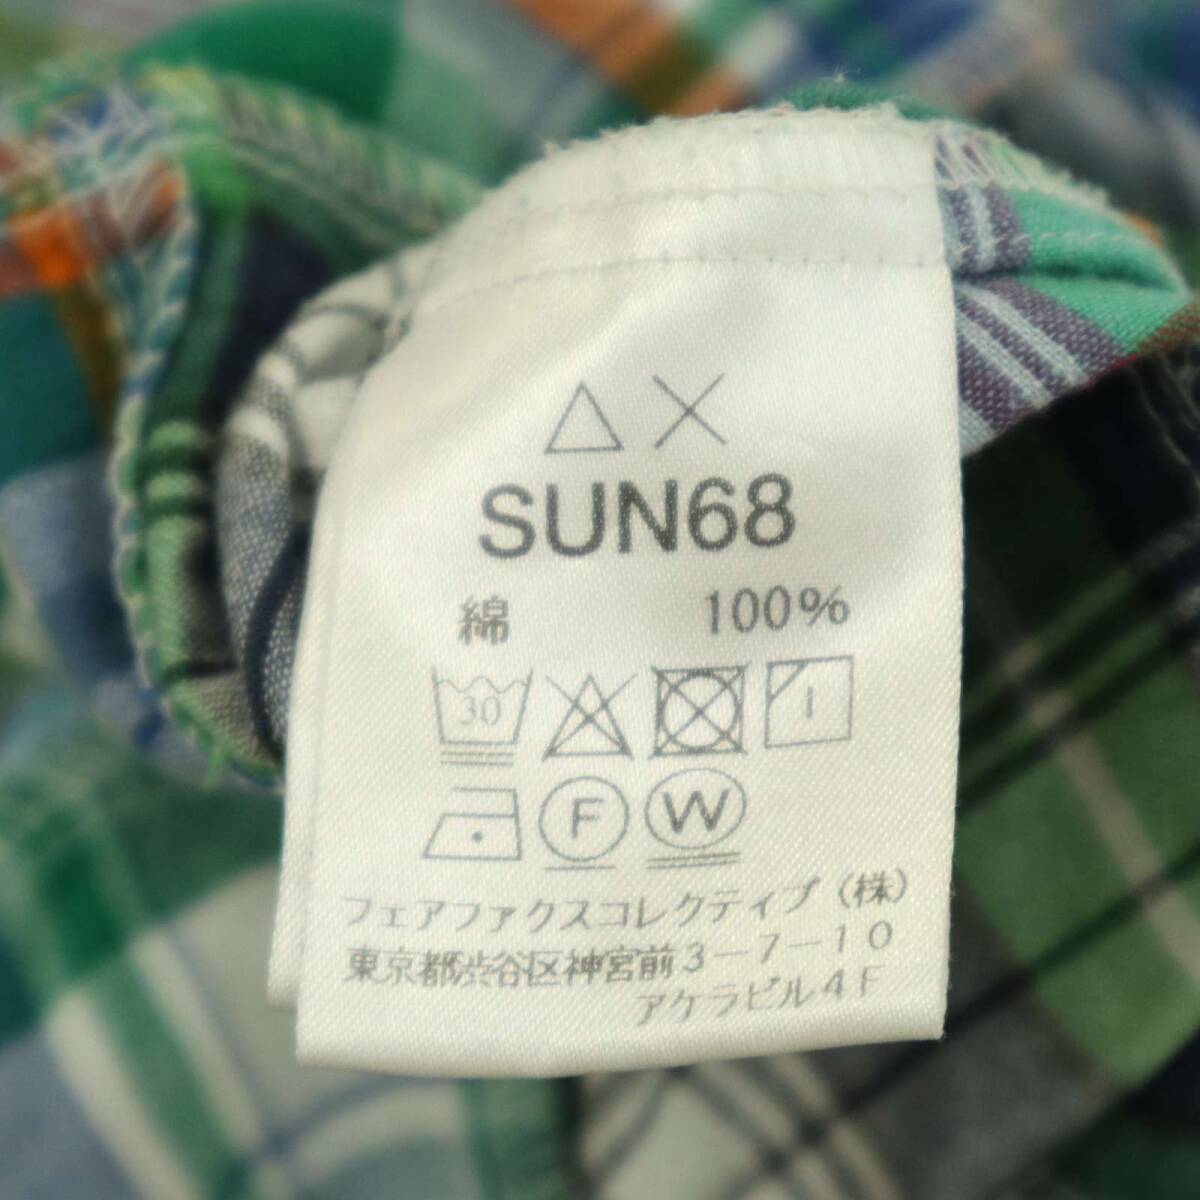 SUN68
綿 100%
30
F W
フェアファクスコレクティブ(株)
東京都渋谷区神宮前3-7-10
アケラビル4F